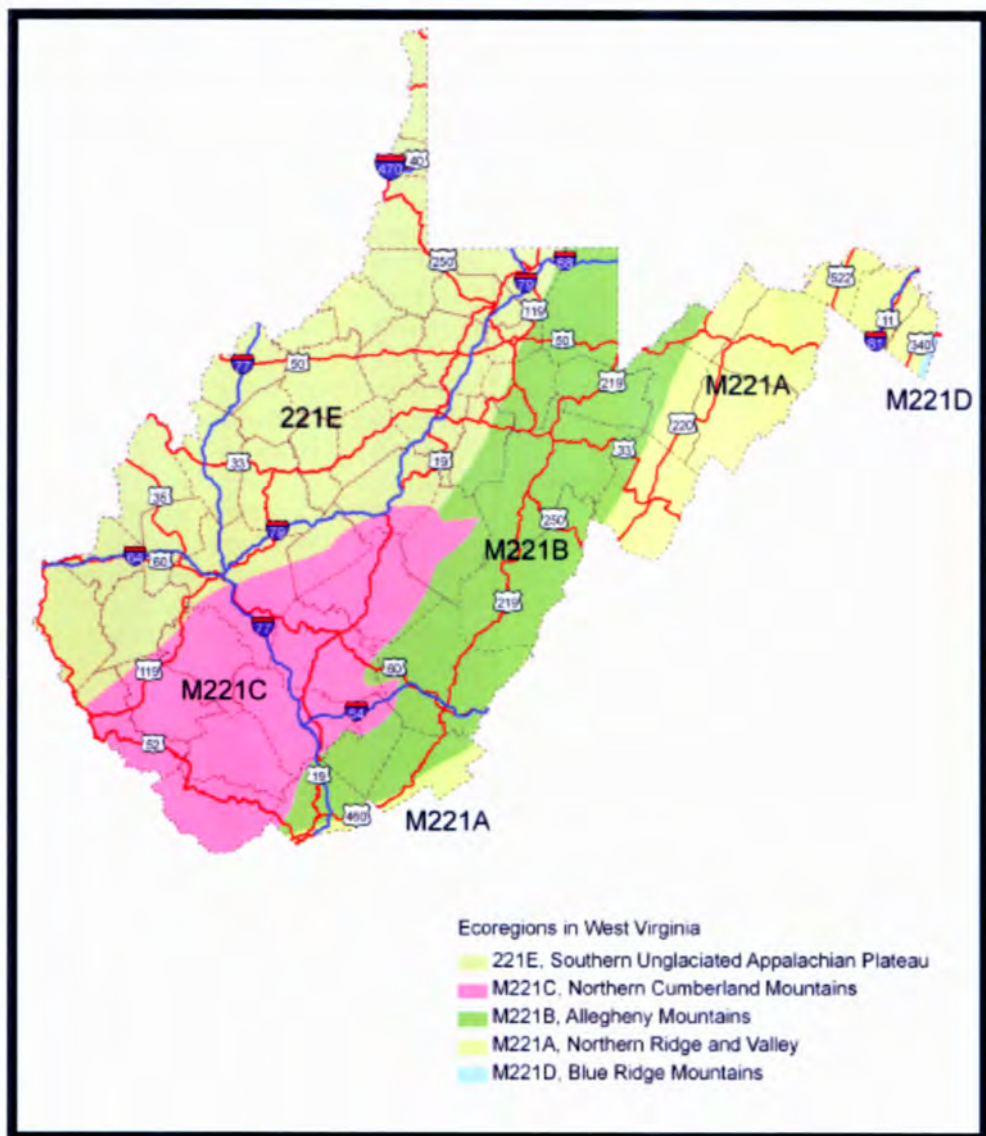 470
40
250
68
79
119
522
11
81
340
77
50
50
219
M221A
M221D
221E
220
33
19
33
35
79
250
M221B
64
60
219
77
60
119
M221C
64
52
19
460
M221A
Ecoregions in West Virginia
221E, Southern Unglaciated Appalachian Plateau
M221C, Northern Cumberland Mountains
M221B, Allegheny Mountains
M221A, Northern Ridge and Valley
M221D, Blue Ridge Mountains